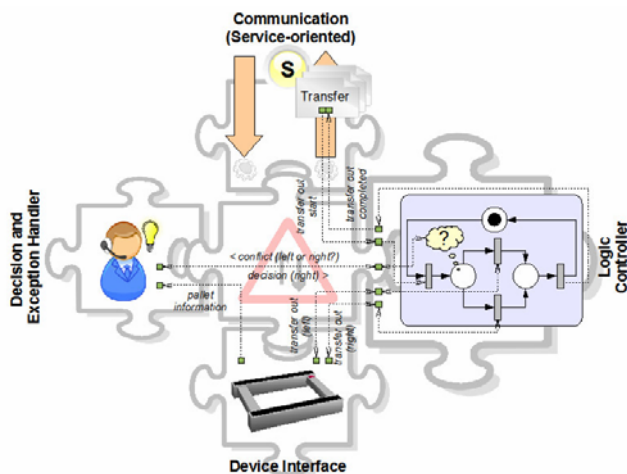 Communication
(Service-oriented)
S
Transfer
transfer out
start
transfer out
completed
Decision and
Exception Handler
?
Logic
Controller
< conflict (left or right?)
decision (right) >
pallet
information
transfer out
(left)
transfer out
(right)
Device Interface